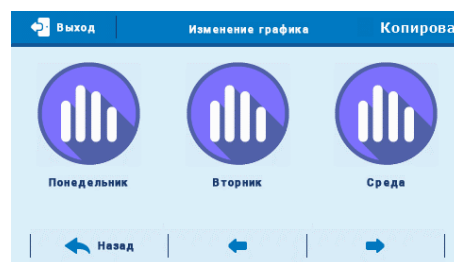 Выход Изменение графика Копирова
Понедельник Вторник Среда
Назад